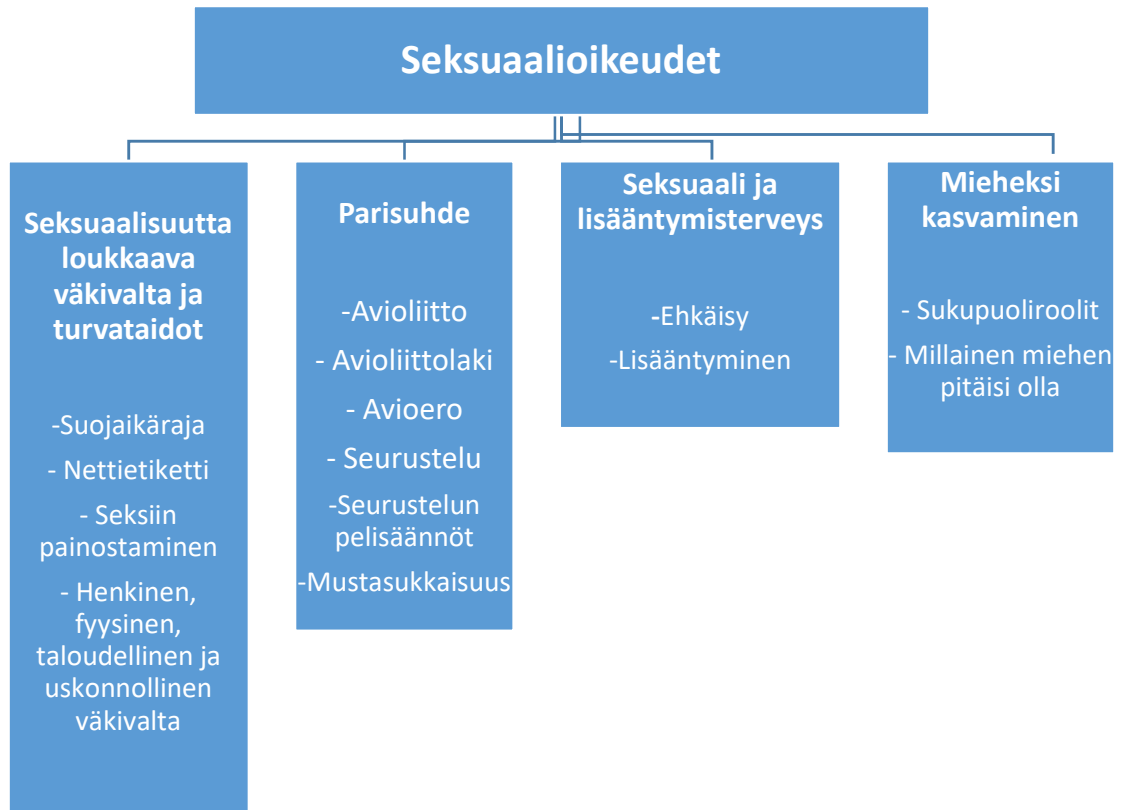 Seksuaalioikeudet
Seksuaalisuutta
loukkaava
väkivalta ja
turvataidot
-Suojaikäraja
- Nettietiketti
- Seksiin
painostaminen
- Henkinen,
fyysinen,
taloudellinen ja
uskonnollinen
väkivalta
Parisuhde
-Avioliitto
- Avioliittolaki
- Avioero
- Seurustelu
-Seurustelun
pelisäännöt
-Mustasukkaisuus
Seksuaali ja
lisääntymisterveys
-Ehkäisy
-Lisääntyminen
Mieheksi
kasvaminen
- Sukupuoliroolit
- Millainen miehen
pitäisi olla